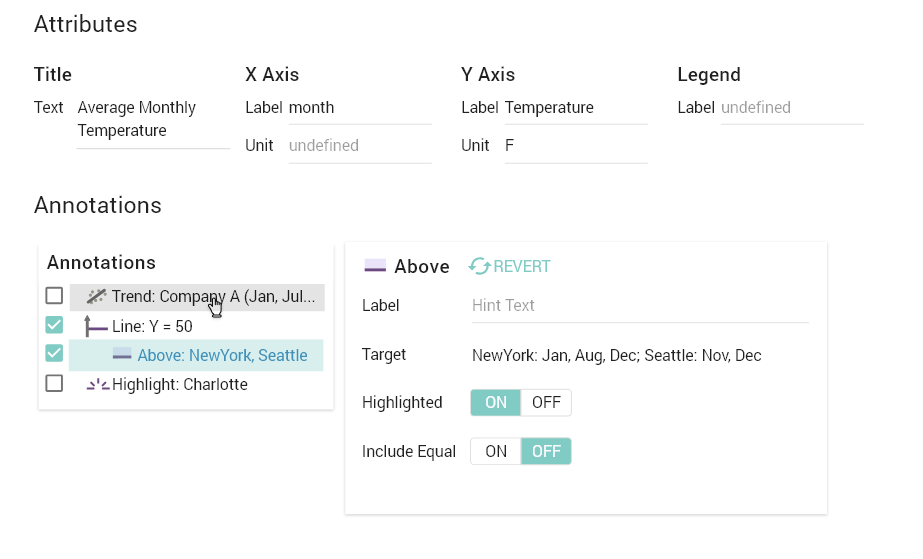 Attributes
Title
X Axis
Y Axis
Legend
Text Average Monthly
Temperature
Label month
Unit undefined
Label Temperature
Unit F
Label undefined
Annotations
Annotations
Trend: Company A (Jan, Jul...
Line: Y = 50
Above: NewYork, Seattle
Highlight: Charlotte
Above REVERT
Label Hint Text
Target NewYork: Jan, Aug, Dec; Seattle: Nov, Dec
Highlighted ON OFF
Include Equal ON OFF